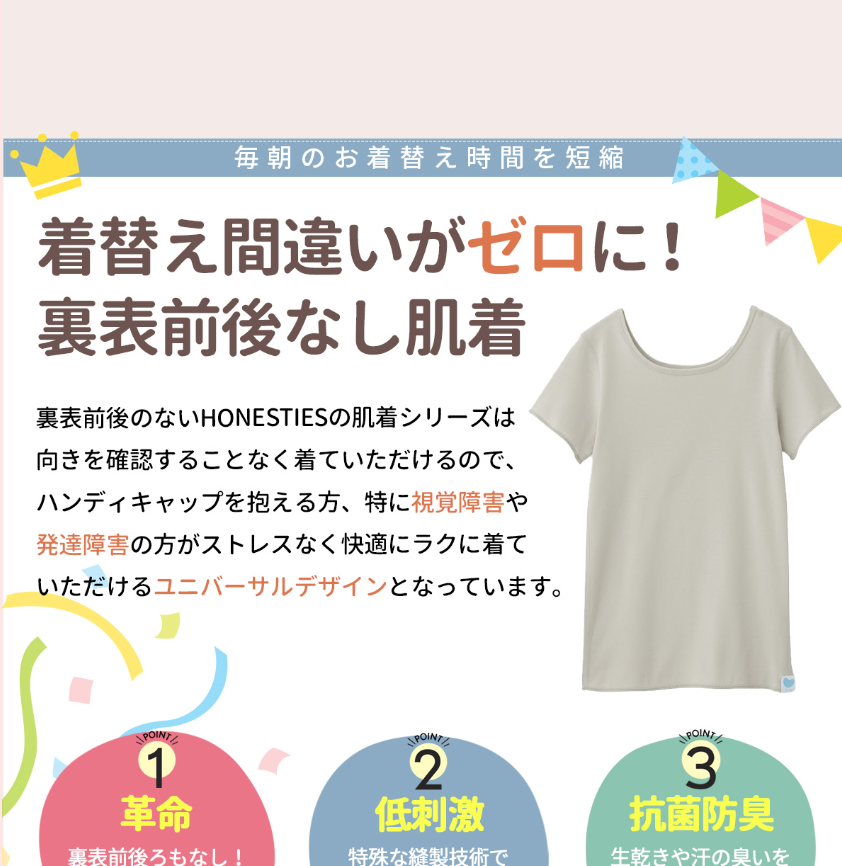 毎朝のお着替え時間を短縮
着替え間違いがゼロに！
裏表前後なし肌着
裏表前後のないHONESTIESの肌着シリーズは
向きを確認することなく着ていただけるので、
ハンディキャップを抱える方、特に視覚障害や
発達障害の方がストレスなく快適にラクに着て
いただけるユニバーサルデザインとなっています。
POINT
1
革命
裏表前後ろもなし！
POINT
2
低刺激
特殊な縫製技術で
POINT
3
抗菌防臭
生乾きや汗の臭いを